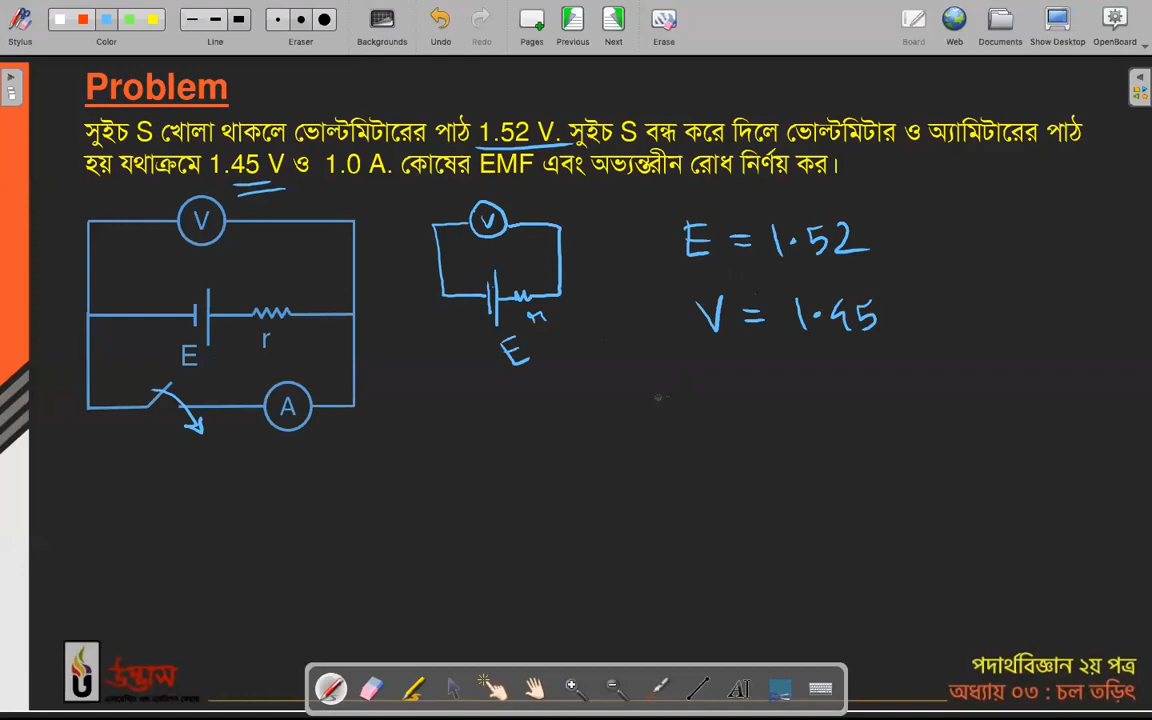 Stylus
Color
Line
Eraser
Backgrounds
Undo
Redo
Pages
Previous
Next
Erase
Board
Web
Documents
Show Desktop
OpenBoard
Problem
সুইচ S খোলা থাকলে ভোল্টমিটারের পাঠ 1.52 V. সুইচ S বন্ধ করে দিলে ভোল্টমিটার ও অ্যামিটারের পাঠ
হয় যথাক্রমে 1.45 V ও 1.0 A. কোষের EMF এবং অভ্যন্তরীন রোধ নির্ণয় কর।
V
V
E = 1.52
V = 1.45
r
E
r
E
A
উদ্ভাস
পদার্থবিজ্ঞান ২য় পত্র
অধ্যায় ০৩ : চল তড়িৎ